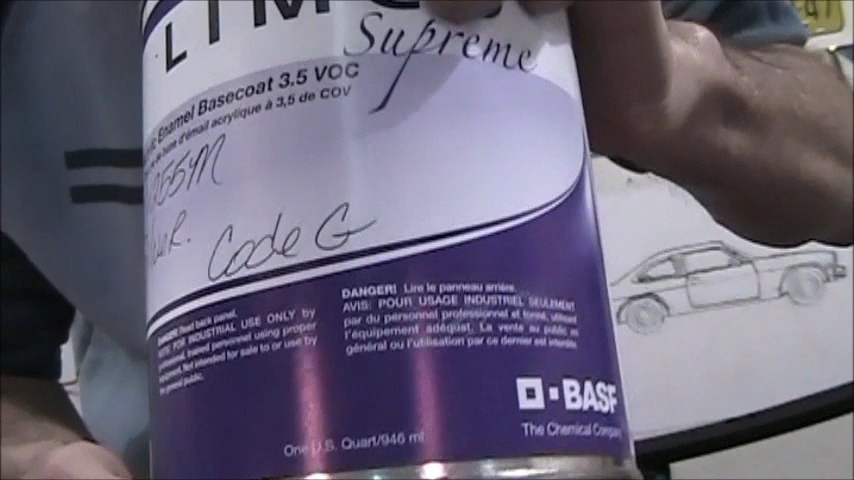 Supreme
Enamel Basecoat 3.5 VOC
d'émail acrylique à 3,5 de COV
Code G
DANGER! Read back panel.
NOTE: FOR INDUSTRIAL USE ONLY by
professional, trained personnel using proper
equipment. Not intended for sale to or use by
the general public.
DANGER! Lire le panneau arrière.
AVIS: POUR USAGE INDUSTRIEL SEULEMENT
par du personnel professionnel et formé, utilisant
l'équipement adéquat. La vente au public en
général ou l'utilisation par ce dernier est interdite.
BASF
The Chemical Company
One U.S. Quart/946 ml